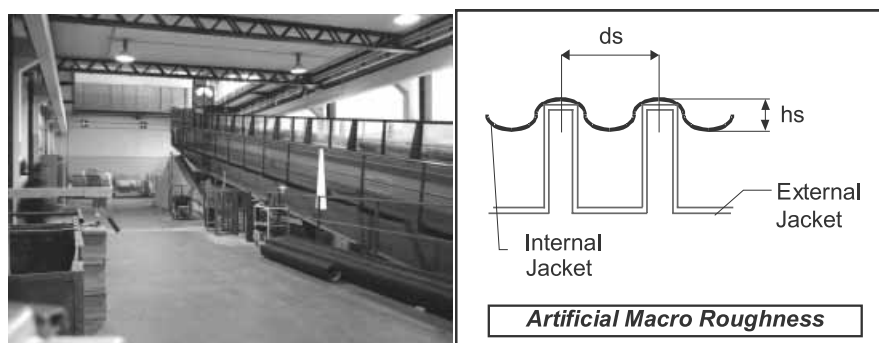 ds
hs
External
Jacket
Internal
Jacket
Artificial Macro Roughness